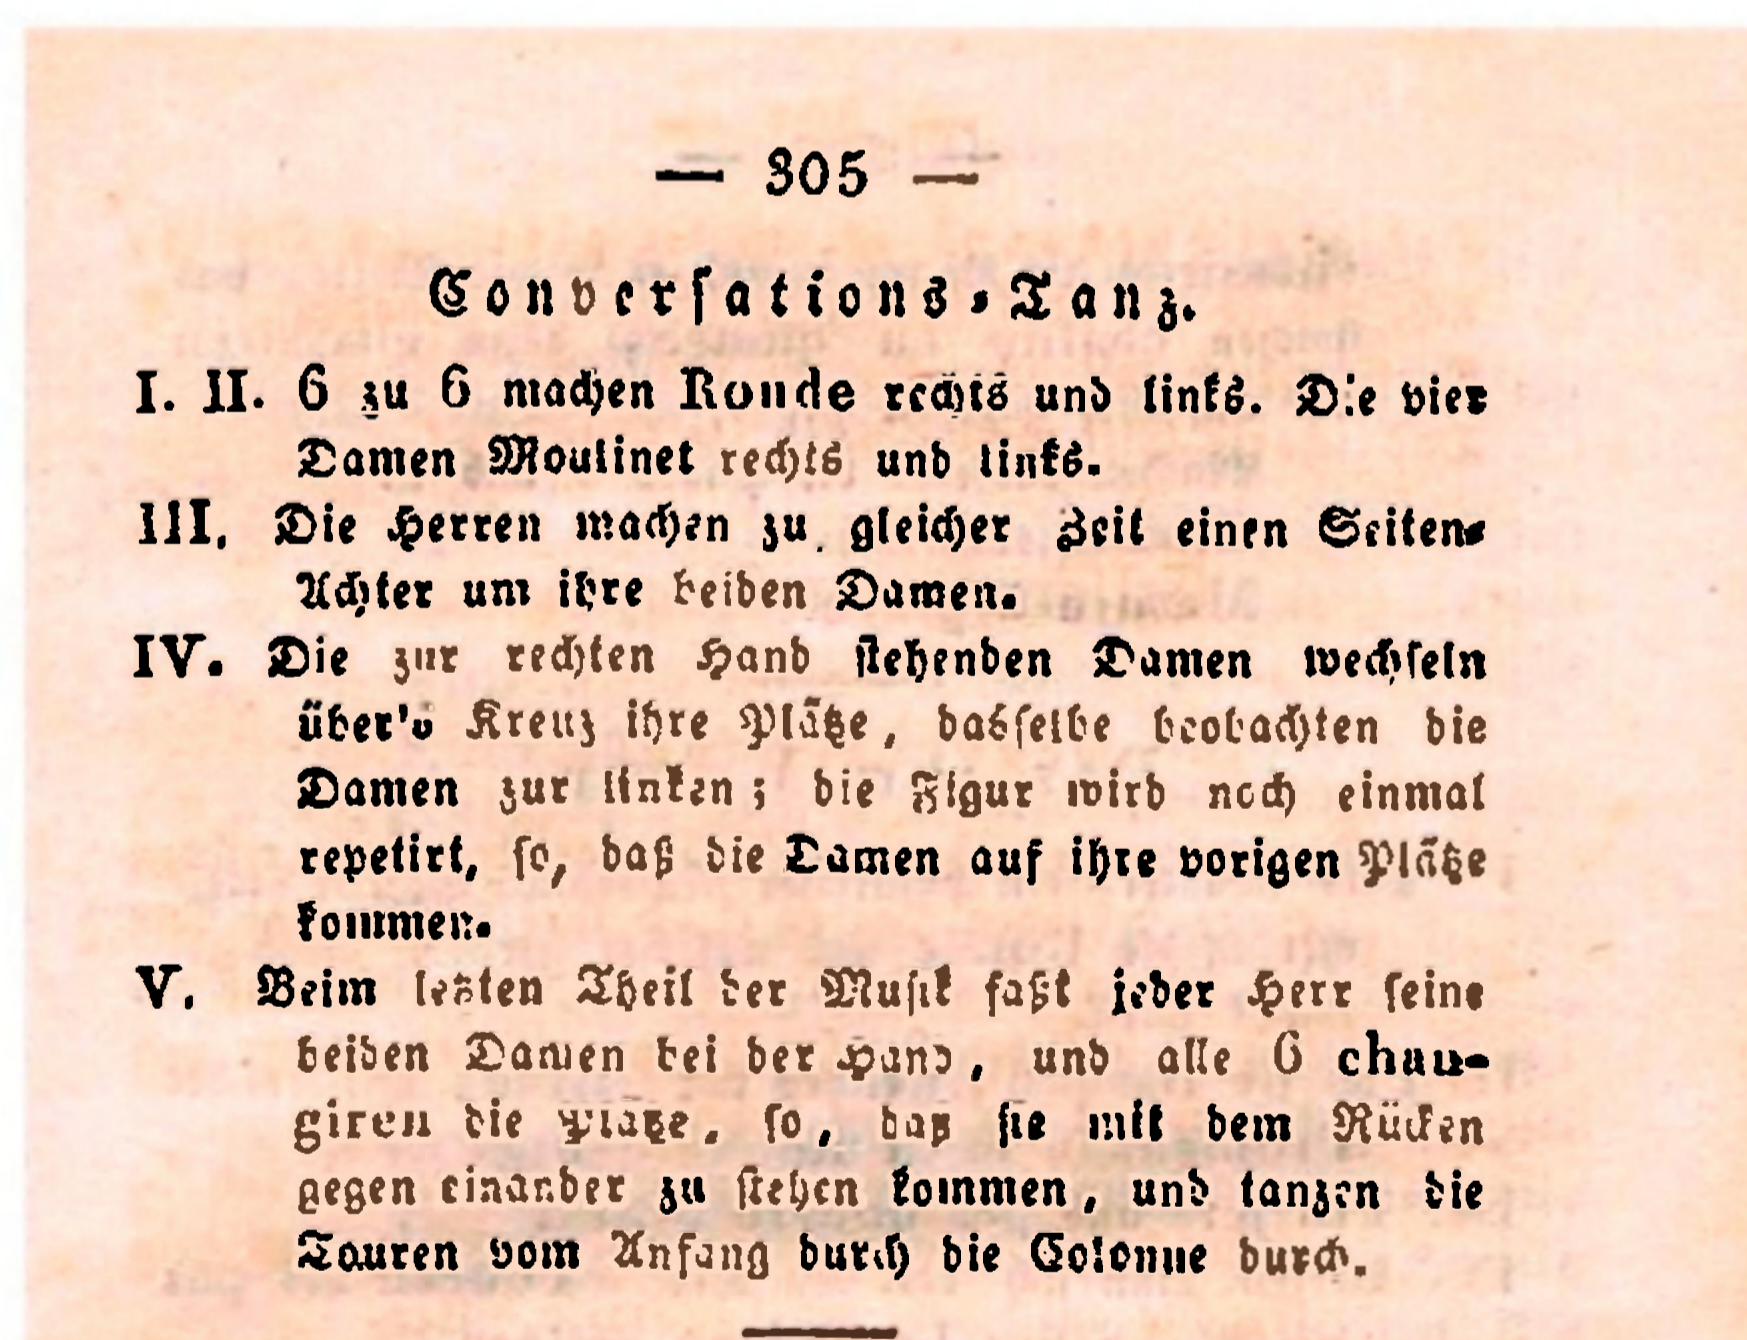 — 305 —
Conversations-Tanz.
I. II. 6 zu 6 machen Ronde rechts und links. Die vier
Damen Moulinet rechts und links.
III. Die Herren machen zu gleicher Zeit einen Seiten-
Achter um ihre beiden Damen.
IV. Die zur rechten Hand stehenden Damen wechseln
über's Kreuz ihre Plätze, dasselbe beobachten die
Damen zur linken; die Figur wird noch einmal
repetirt, so, daß die Damen auf ihre vorigen Plätze
kommen.
V. Beim letzten Theil der Musik faßt jeder Herr seine
beiden Damen bei der Hand, und alle 6 chan-
giren die Plätze, so, daß sie mit dem Rücken
gegen einander zu stehen kommen, und tanzen die
Touren vom Anfang durch die Colonne durch.